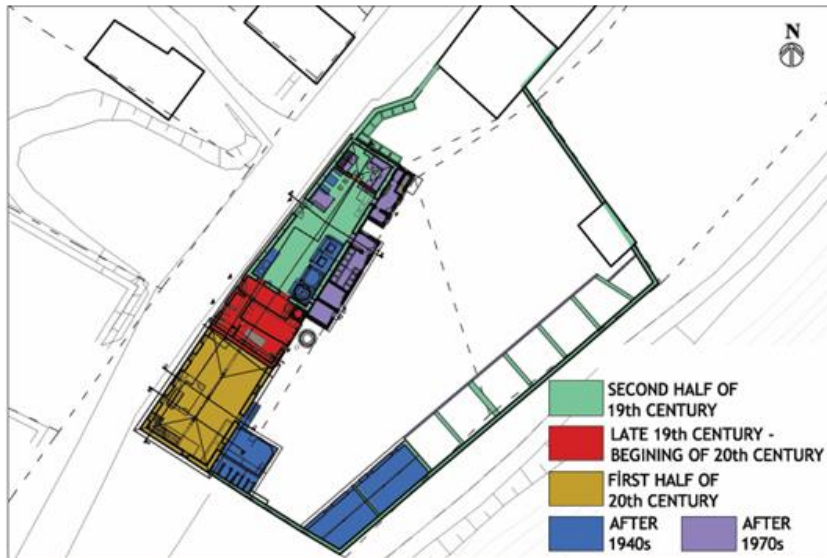 N
SECOND HALF OF
19th CENTURY
LATE 19th CENTURY -
BEGINING OF 20th CENTURY
FİRST HALF OF
20th CENTURY
AFTER
1940s
AFTER
1970s